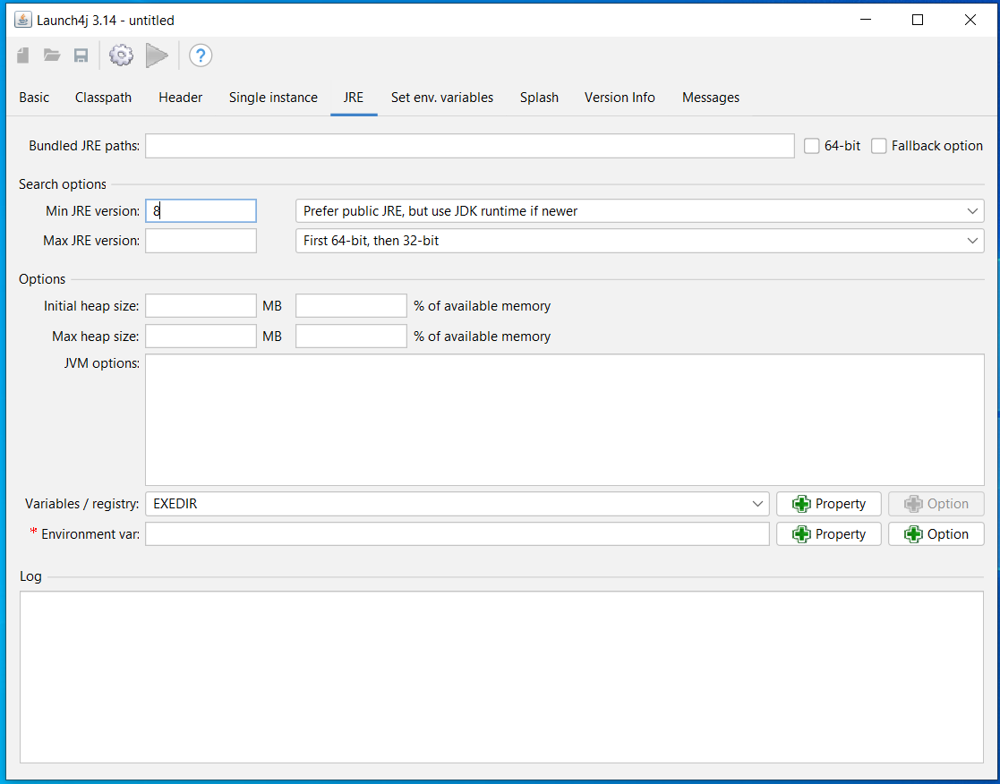 Launch4j 3.14 - untitled
?
Basic Classpath Header Single instance JRE Set env. variables Splash Version Info Messages
Bundled JRE paths: 64-bit Fallback option
Search options
Min JRE version: 8 Prefer public JRE, but use JDK runtime if newer
Max JRE version: First 64-bit, then 32-bit
Options
Initial heap size: MB % of available memory
Max heap size: MB % of available memory
JVM options:
Variables / registry: EXEDIR Property Option
* Environment var: Property Option
Log